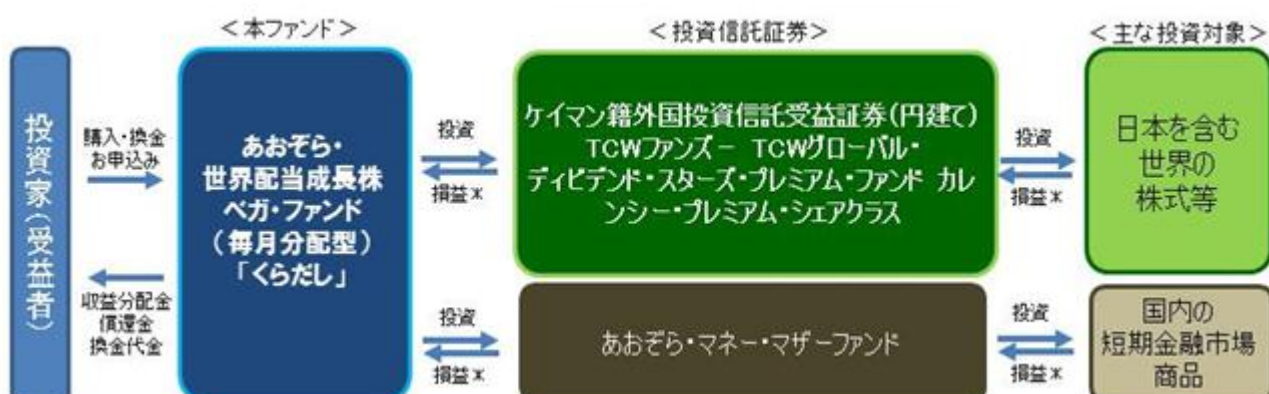 ＜本ファンド＞
＜投資信託証券＞
＜主な投資対象＞
投資家（受益者）
購入・換金
お申込み
収益分配金
償還金
換金代金
あおぞら・
世界配当成長株
ベガ・ファンド
（毎月分配型）
「くらだし」
投資
損益＊
投資
損益＊
ケイマン籍外国投資信託受益証券（円建て）
TCWファンズー TCWグローバル・
ディビデンド・スターズ・プレミアム・ファンド カレ
ンシー・プレミアム・シェアクラス
あおぞら・マネー・マザーファンド
投資
損益＊
投資
損益＊
日本を含む
世界の
株式等
国内の
短期金融市場
商品